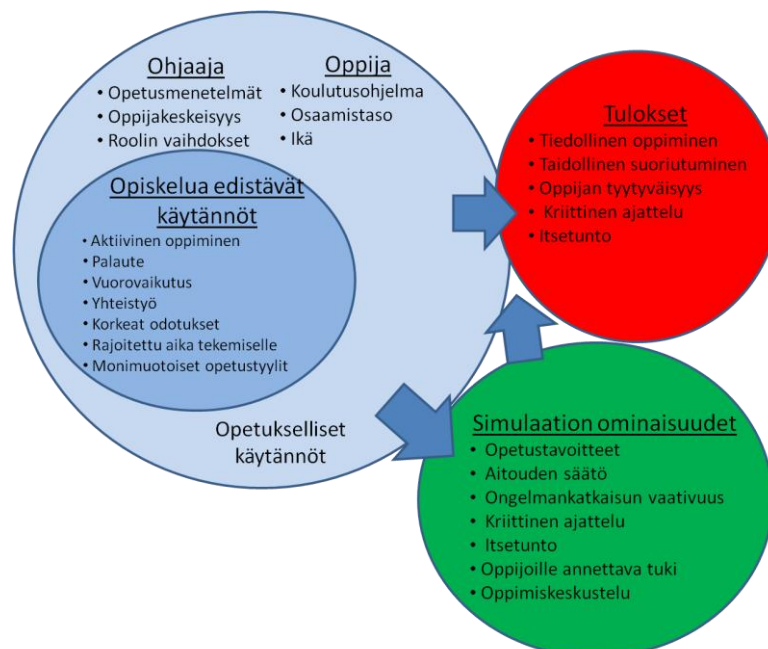 Ohjaaja
• Opetusmenetelmät
• Oppijakeskeisyys
• Roolin vaihdokset
Oppija
• Koulutusohjelma
• Osaamistaso
• Ikä
Opiskelua edistävät
käytännöt
• Aktiivinen oppiminen
• Palaute
• Vuorovaikutus
• Yhteistyö
• Korkeat odotukset
• Rajoitettu aika tekemiselle
• Monimuotoiset opetustyylit
Opetukselliset
käytännöt
Tulokset
• Tiedollinen oppiminen
• Taidollinen suoriutuminen
• Oppijan tyytyväisyys
• Kriittinen ajattelu
• Itsetunto
Simulaation ominaisuudet
• Opetustavoitteet
• Aitouden säätö
• Ongelmankatkaisun vaativuus
• Kriittinen ajattelu
• Itsetunto
• Oppijoille annettava tuki
• Oppimiskeskustelu